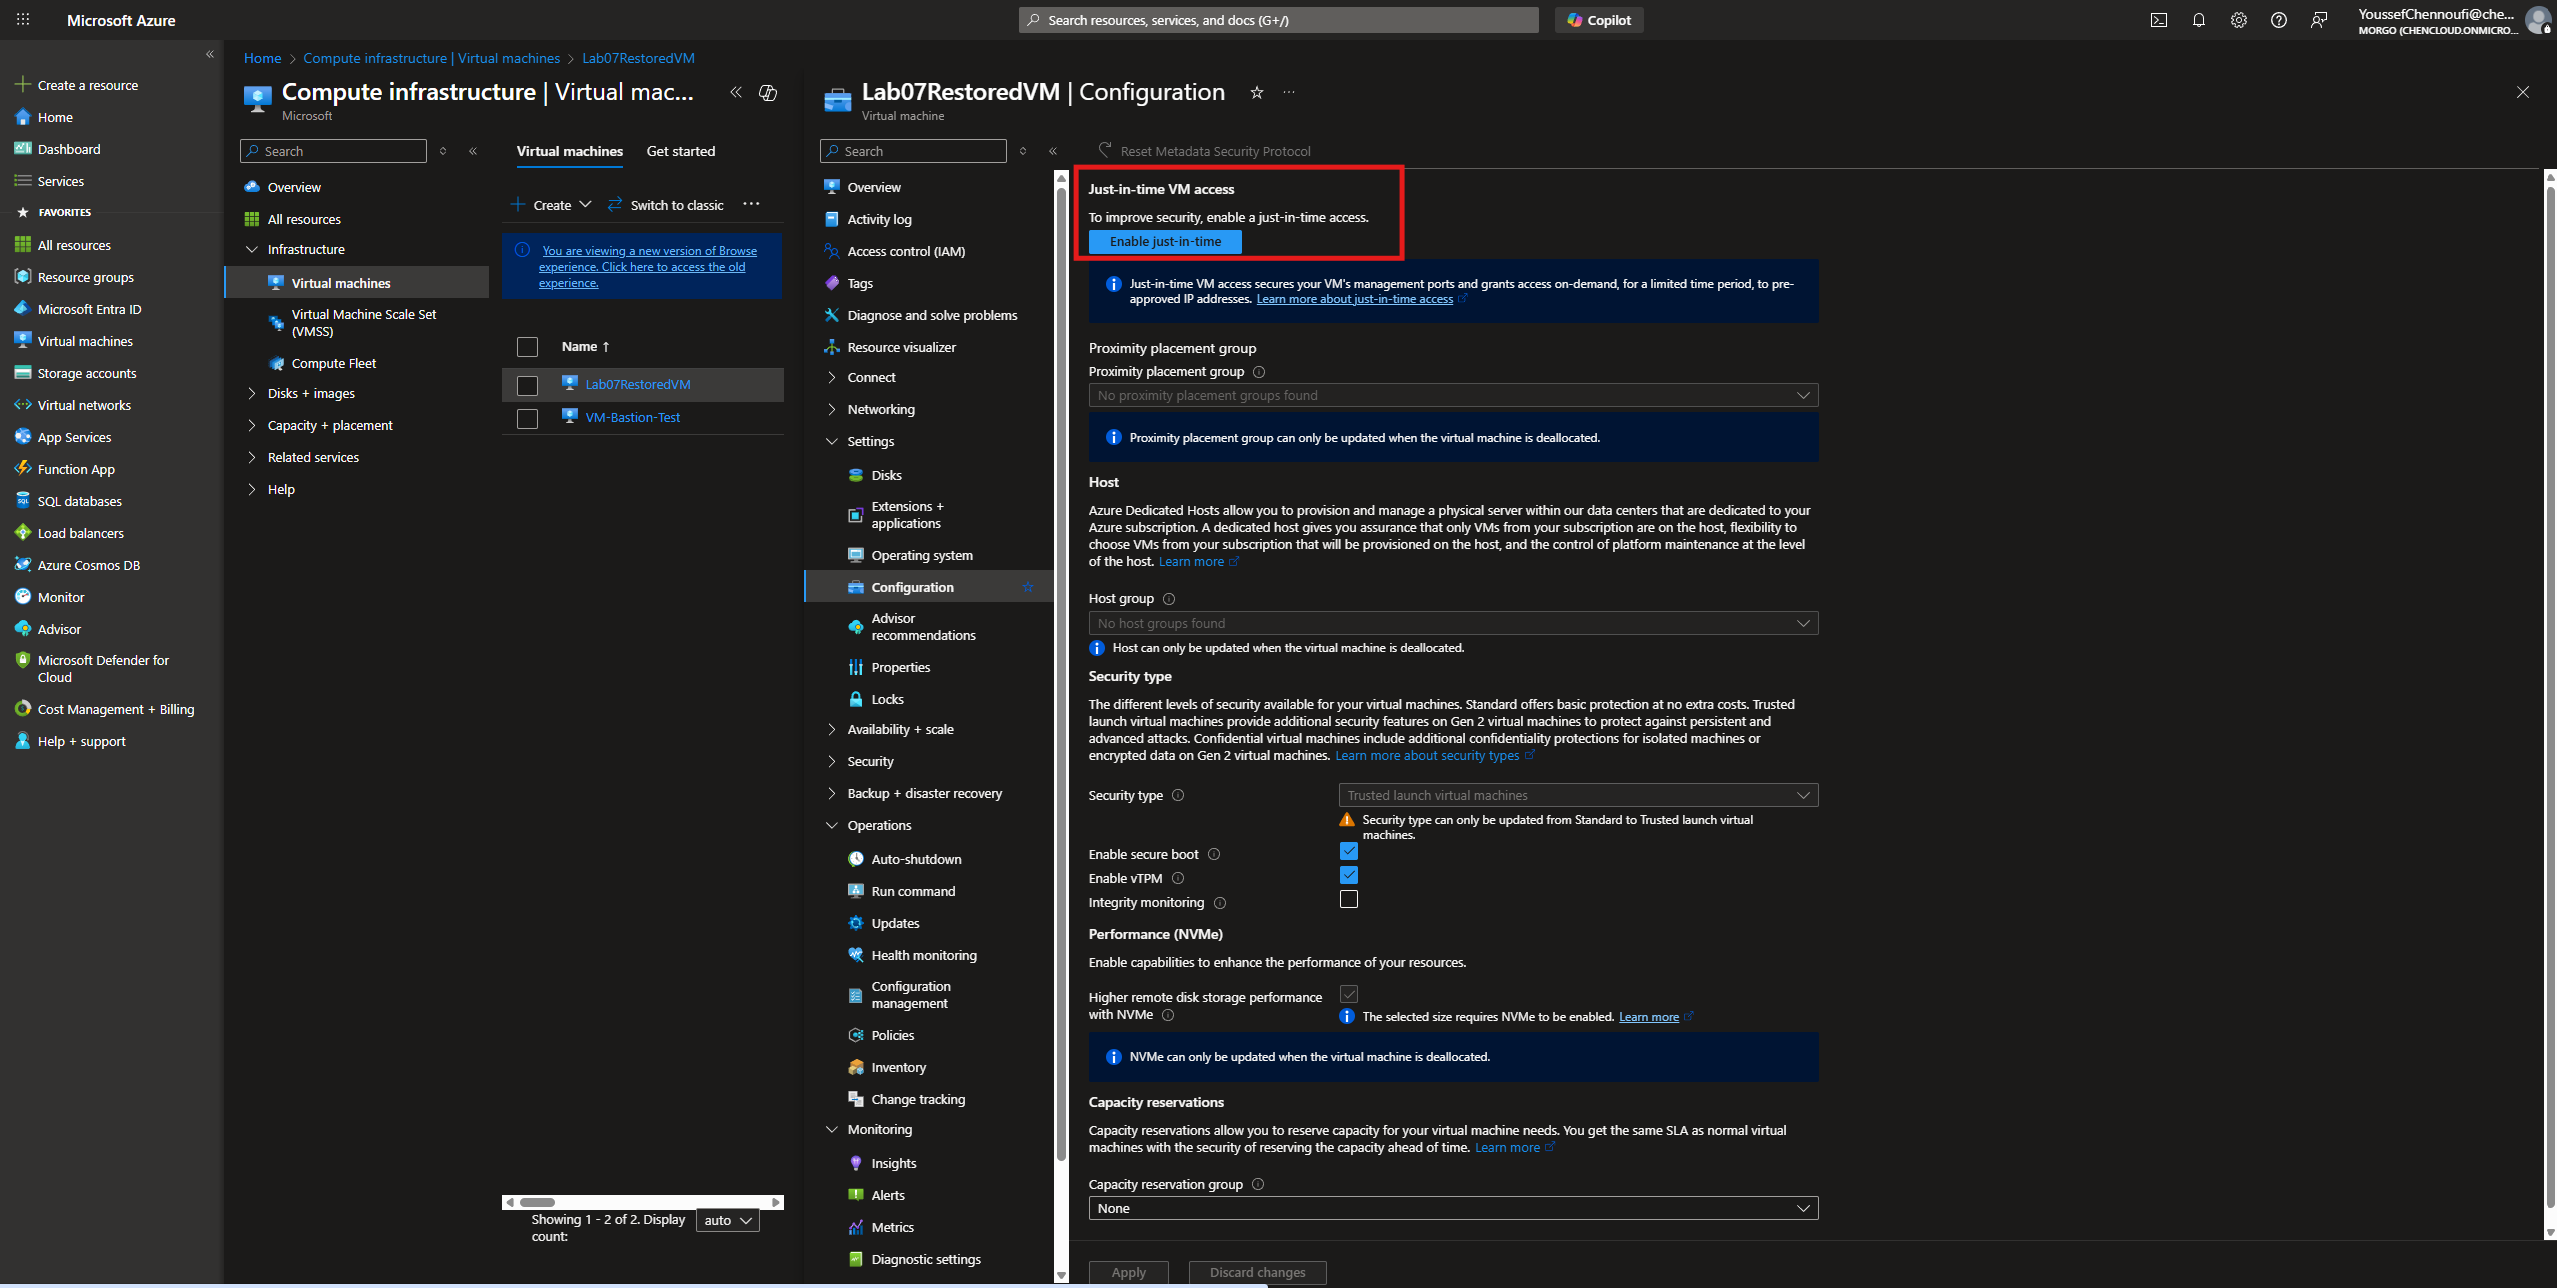 Microsoft Azure
Search resources, services, and docs (G+/)
Copilot
YoussefChennoufi@che...
MORGO (CHENCLOUD.ONMICRO...
Create a resource
Home
Dashboard
Services
FAVORITES
All resources
Resource groups
Microsoft Entra ID
Virtual machines
Storage accounts
Virtual networks
App Services
Function App
SQL databases
Load balancers
Azure Cosmos DB
Monitor
Advisor
Microsoft Defender for
Cloud
Cost Management + Billing
Help + support
Home > Compute infrastructure | Virtual machines > Lab07RestoredVM
Compute infrastructure | Virtual mac...
Microsoft
Search
Overview
All resources
Infrastructure
Virtual machines
Virtual Machine Scale Set
(VMSS)
Compute Fleet
Disks + images
Capacity + placement
Related services
Help
Virtual machines
Get started
Create
Switch to classic
You are viewing a new version of Browse
experience. Click here to access the old
experience.
Name ↑
Lab07RestoredVM
VM-Bastion-Test
Showing 1 - 2 of 2. Display
count:
auto
Lab07RestoredVM | Configuration
Virtual machine
Search
Overview
Activity log
Access control (IAM)
Tags
Diagnose and solve problems
Resource visualizer
Connect
Networking
Settings
Disks
Extensions +
applications
Operating system
Configuration
Advisor
recommendations
Properties
Locks
Availability + scale
Security
Backup + disaster recovery
Operations
Auto-shutdown
Run command
Updates
Health monitoring
Configuration
management
Policies
Inventory
Change tracking
Monitoring
Insights
Alerts
Metrics
Diagnostic settings
Reset Metadata Security Protocol
Just-in-time VM access
To improve security, enable a just-in-time access.
Enable just-in-time
Just-in-time VM access secures your VM's management ports and grants access on-demand, for a limited time period, to pre-
approved IP addresses. Learn more about just-in-time access
Proximity placement group
Proximity placement group
No proximity placement groups found
Proximity placement group can only be updated when the virtual machine is deallocated.
Host
Azure Dedicated Hosts allow you to provision and manage a physical server within our data centers that are dedicated to your
Azure subscription. A dedicated host gives you assurance that only VMs from your subscription are on the host, flexibility to
choose VMs from your subscription that will be provisioned on the host, and the control of platform maintenance at the level
of the host. Learn more
Host group
No host groups found
Host can only be updated when the virtual machine is deallocated.
Security type
The different levels of security available for your virtual machines. Standard offers basic protection at no extra costs. Trusted
launch virtual machines provide additional security features on Gen 2 virtual machines to protect against persistent and
advanced attacks. Confidential virtual machines include additional confidentiality protections for isolated machines or
encrypted data on Gen 2 virtual machines. Learn more about security types
Security type
Trusted launch virtual machines
Security type can only be updated from Standard to Trusted launch virtual
machines.
Enable secure boot
Enable vTPM
Integrity monitoring
Performance (NVMe)
Enable capabilities to enhance the performance of your resources.
Higher remote disk storage performance
with NVMe
The selected size requires NVMe to be enabled. Learn more
NVMe can only be updated when the virtual machine is deallocated.
Capacity reservations
Capacity reservations allow you to reserve capacity for your virtual machine needs. You get the same SLA as normal virtual
machines with the security of reserving the capacity ahead of time. Learn more
Capacity reservation group
None
Apply
Discard changes